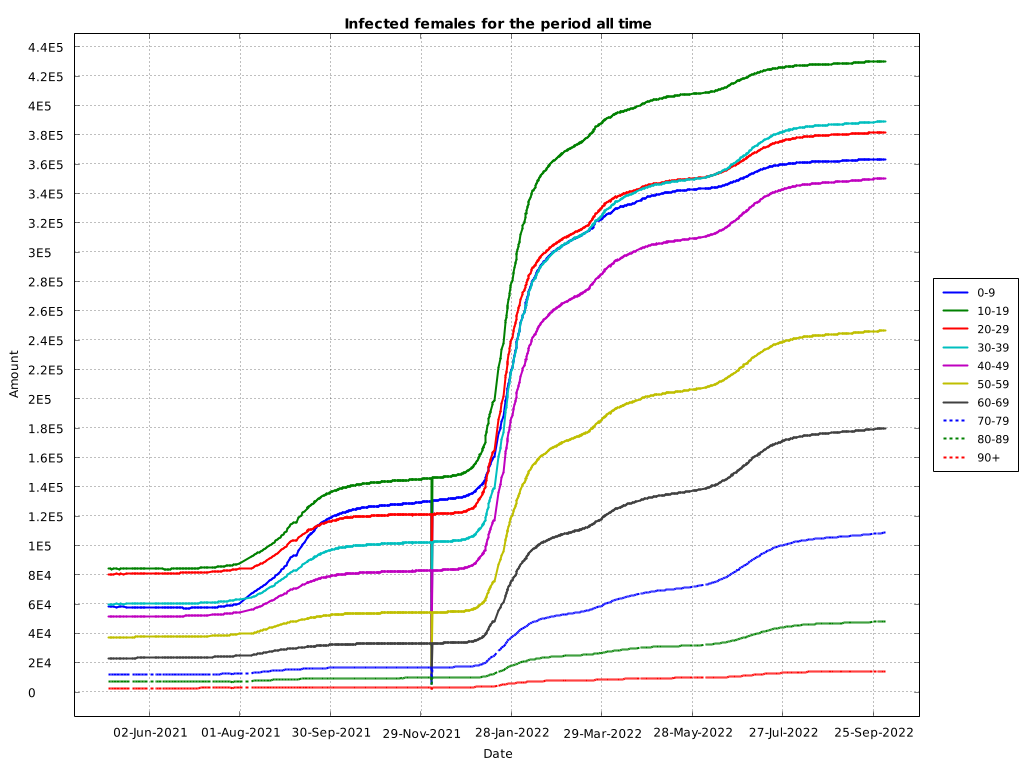 Infected females for the period all time
4.4E5
4.2E5
4E5
3.8E5
3.6E5
3.4E5
3.2E5
3E5
2.8E5
2.6E5
2.4E5
2.2E5
2E5
1.8E5
1.6E5
1.4E5
1.2E5
1E5
8E4
6E4
4E4
2E4
0
Amount
02-Jun-2021 01-Aug-2021 30-Sep-2021 29-Nov-2021 28-Jan-2022 29-Mar-2022 28-May-2022 27-Jul-2022 25-Sep-2022
Date
0-9
10-19
20-29
30-39
40-49
50-59
60-69
70-79
80-89
90+